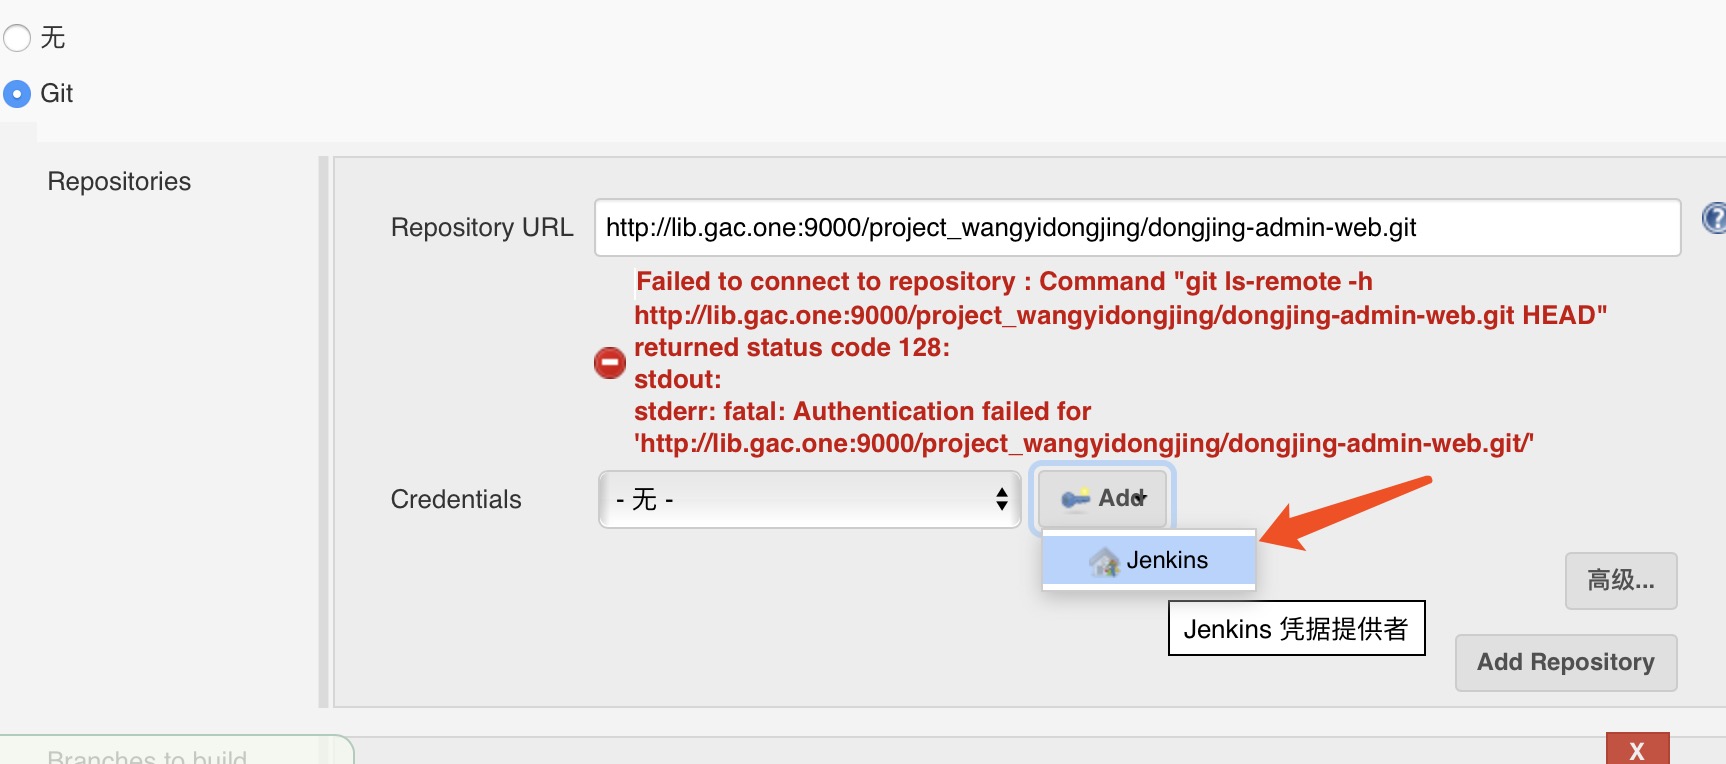 无
Git
Repositories
Repository URL
http://lib.gac.one:9000/project_wangyidongjing/dongjing-admin-web.git
Failed to connect to repository : Command "git ls-remote -h
http://lib.gac.one:9000/project_wangyidongjing/dongjing-admin-web.git HEAD"
returned status code 128:
stdout:
stderr: fatal: Authentication failed for
'http://lib.gac.one:9000/project_wangyidongjing/dongjing-admin-web.git/'
Credentials
- 无 -
Add
Jenkins
高级...
Jenkins 凭据提供者
Add Repository
Branches to build
X